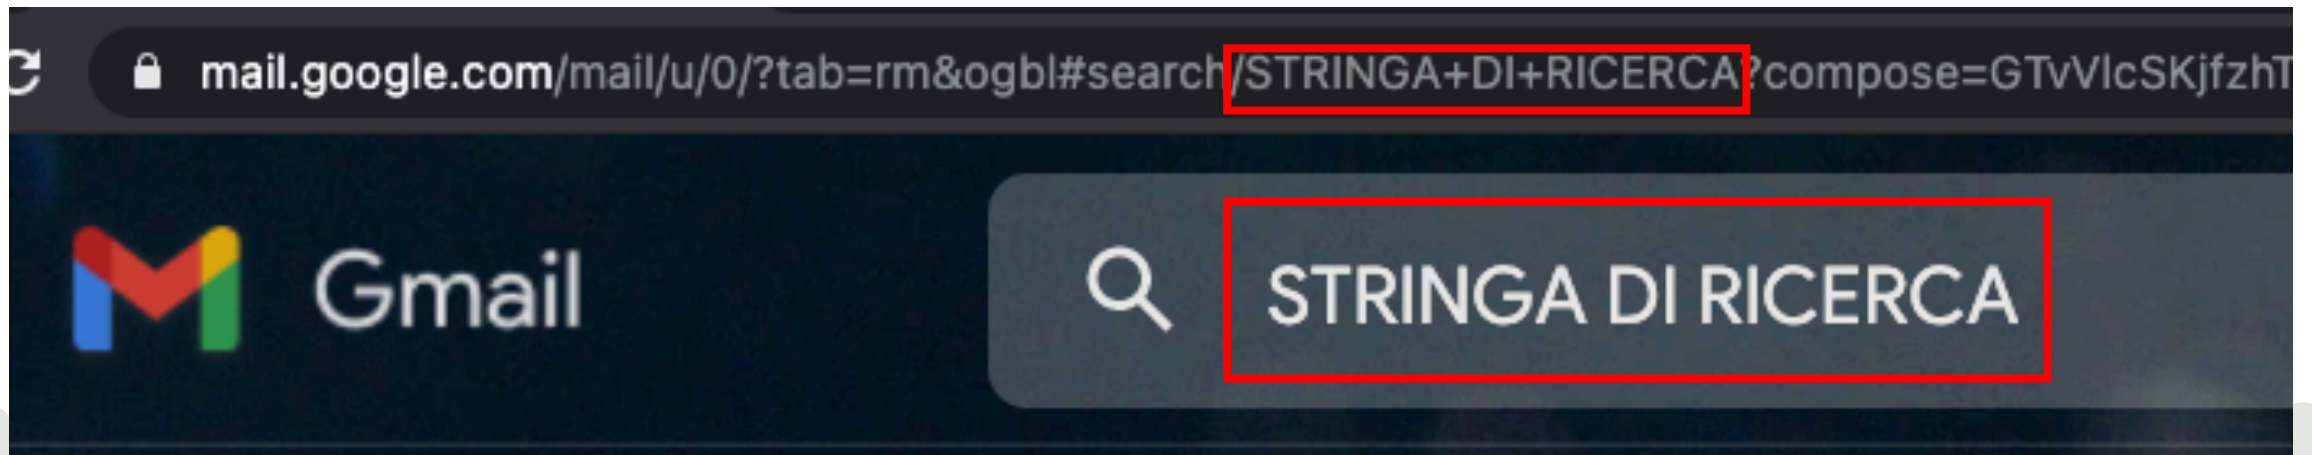 mail.google.com/mail/u/0/?tab=rm&ogbl#search/STRINGA+DI+RICERCA?compose=GTvVlcSKjfzhT
Gmail
STRINGA DI RICERCA